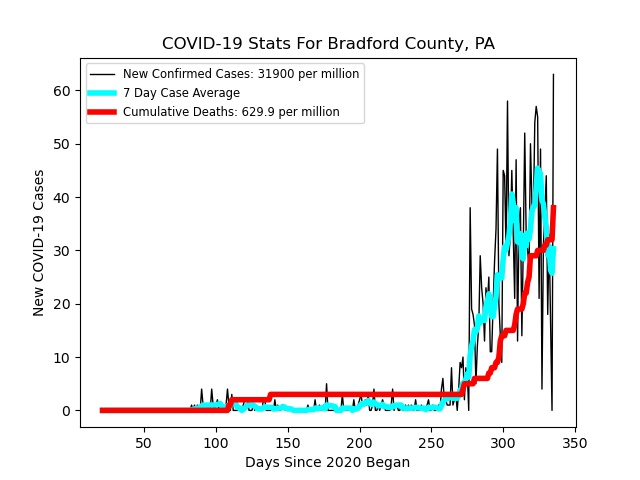 COVID-19 Stats For Bradford County, PA
New Confirmed Cases: 31900 per million
7 Day Case Average
Cumulative Deaths: 629.9 per million
New COVID-19 Cases
60
50
40
30
20
10
0
50 100 150 200 250 300 350
Days Since 2020 Began